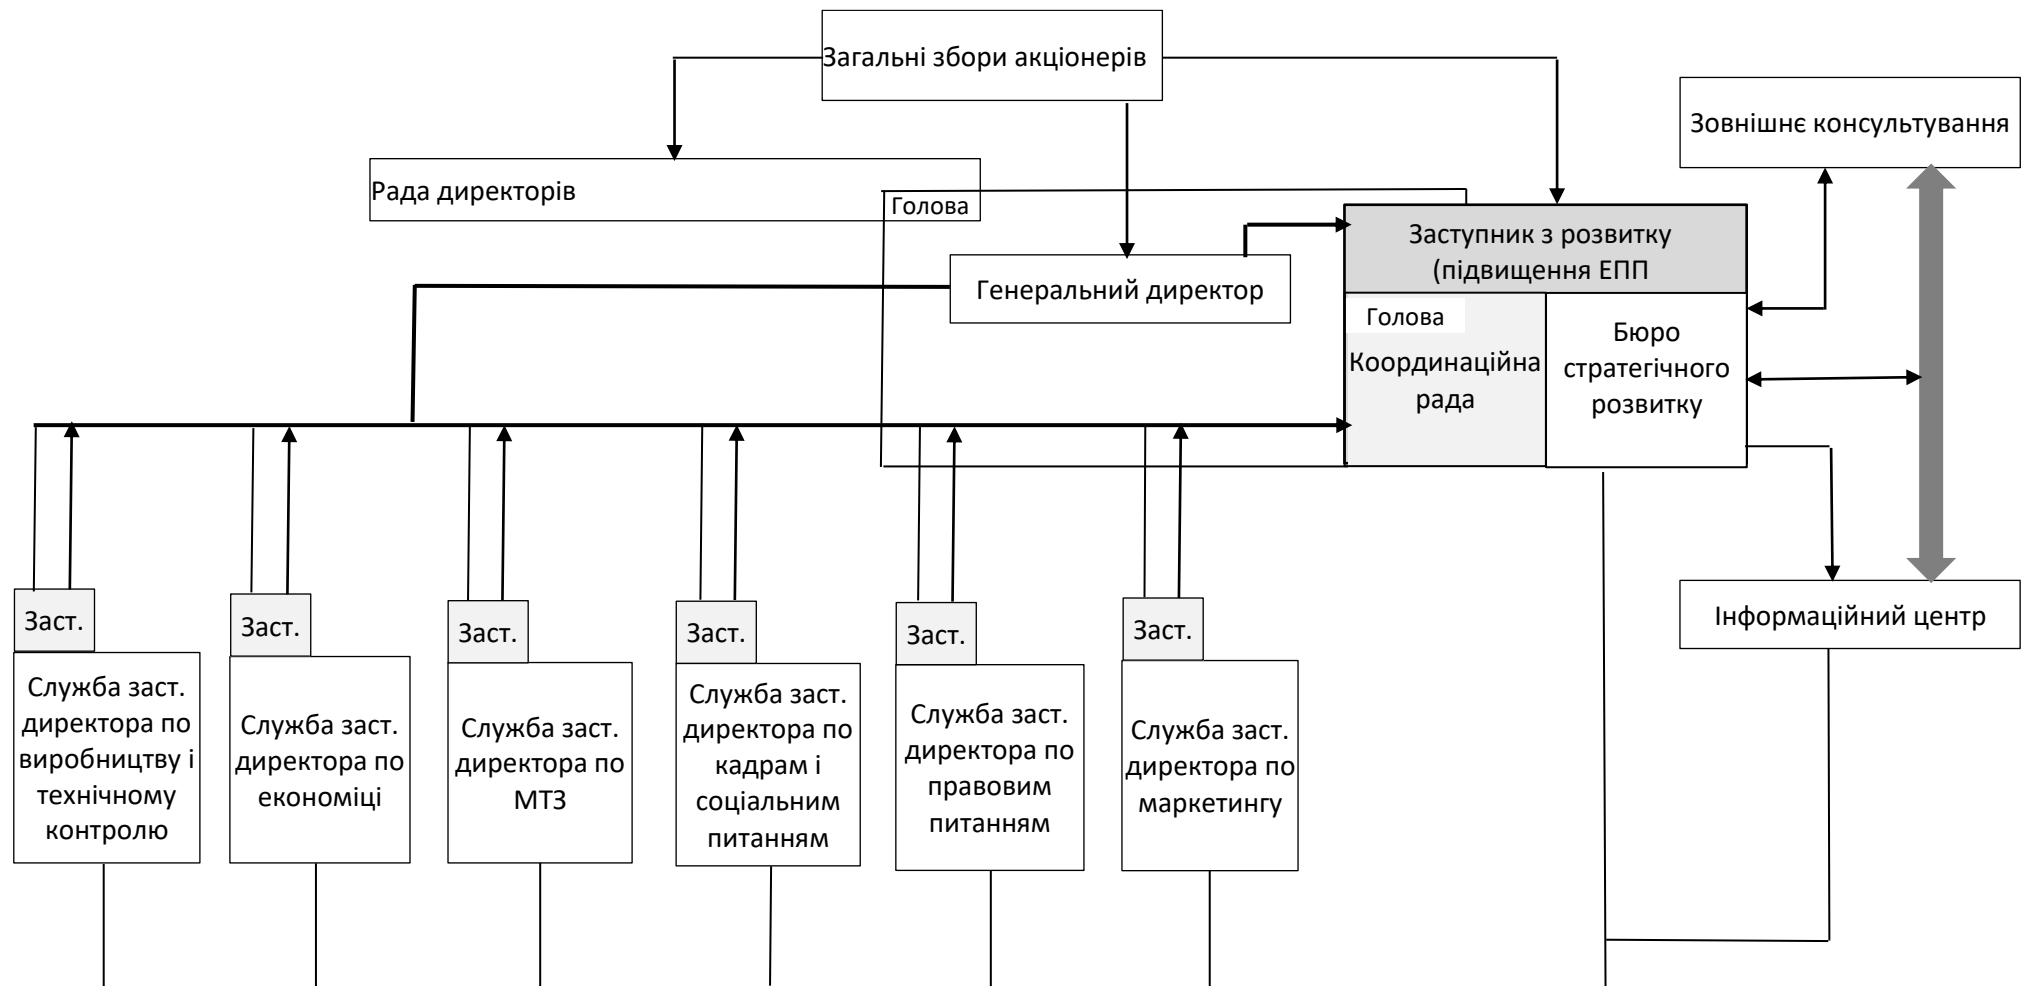 Загальні збори акціонерів
Зовнішнє консультування
Рада директорів
Голова
Заступник з розвитку
(підвищення ЕПП
Генеральний директор
Голова
Координаційна
рада
Бюро
стратегічного
розвитку
Заст.
Заст.
Заст.
Заст.
Заст.
Заст.
Інформаційний центр
Служба заст.
директора по
виробництву і
технічному
контролю
Служба заст.
директора по
економіці
Служба заст.
директора по
МТЗ
Служба заст.
директора по
кадрам і
соціальним
питанням
Служба заст.
директора по
правовим
питанням
Служба заст.
директора по
маркетингу